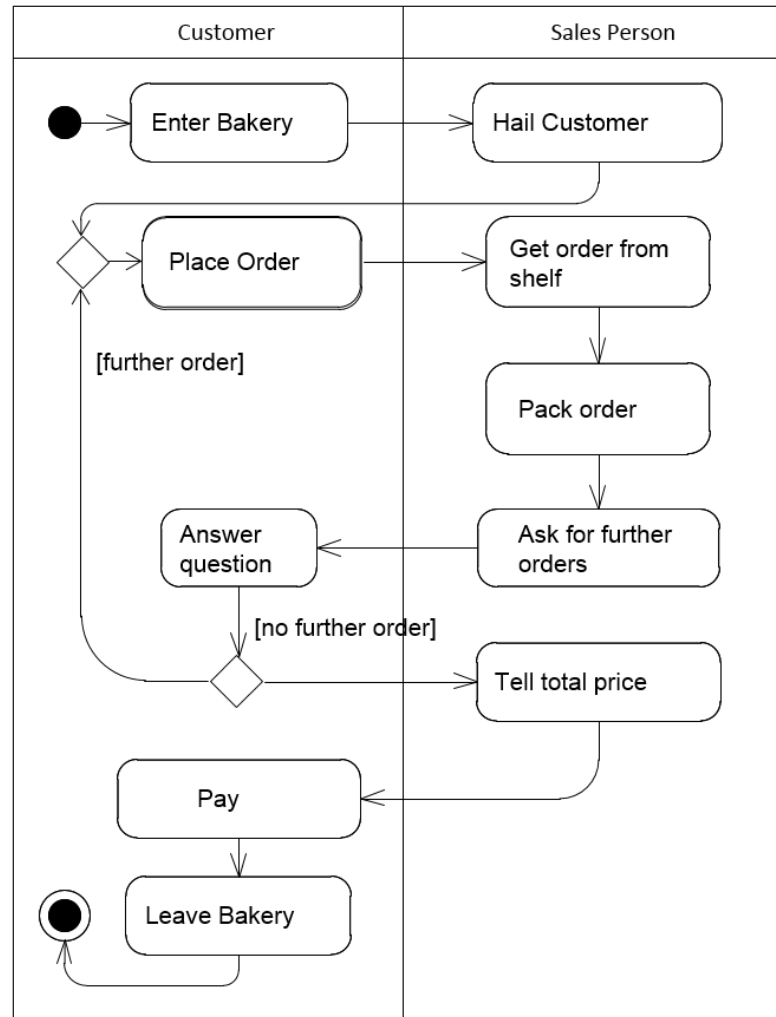 Customer
Sales Person
Enter Bakery
Hail Customer
Place Order
Get order from
shelf
[further order]
Pack order
Answer
question
Ask for further
orders
[no further order]
Tell total price
Pay
Leave Bakery